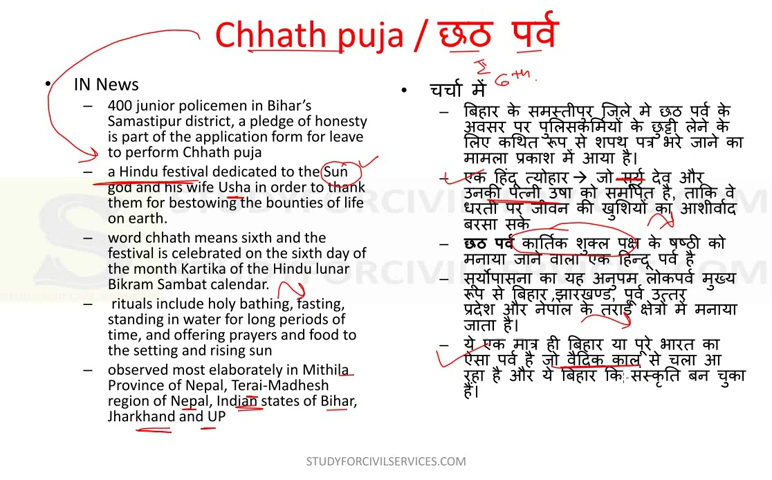 Chhath puja / छठ पर्व
6th.
• IN News
– 400 junior policemen in Bihar's
Samastipur district, a pledge of honesty
is part of the application form for leave
to perform Chhath puja
– a Hindu festival dedicated to the Sun
god and his wife Usha in order to thank
them for bestowing the bounties of life
on earth.
– word chhath means sixth and the
festival is celebrated on the sixth day of
the month Kartika of the Hindu lunar
Bikram Sambat calendar.
– rituals include holy bathing, fasting,
standing in water for long periods of
time, and offering prayers and food to
the setting and rising sun
– observed most elaborately in Mithila
Province of Nepal, Terai-Madhesh
region of Nepal, Indian states of Bihar,
Jharkhand and UP
• चर्चा में
– बिहार के समस्तीपुर जिले मे छठ पर्व के
अवसर पर पुलिसकर्मियों के छुट्टी लेने के
लिए कथित रूप से शपथ पत्र भरे जाने का
मामला प्रकाश में आया है।
– एक हिंदू त्योहार → जो सूर्य देव और
उनकी पत्नी उषा को समर्पित है, ताकि वे
धरती पर जीवन की खुशियों का आशीर्वाद
बरसा सके
– छठ पर्व कार्तिक शुक्ल पक्ष के षष्ठी को
मनाया जाने वाला एक हिन्दू पर्व है
– सूर्योपासना का यह अनुपम लोकपर्व मुख्य
रूप से बिहार,झारखण्ड, पूर्व उत्तर
प्रदेश और नेपाल के तराई क्षेत्रों में मनाया
जाता है।
– ये एक मात्र ही बिहार या पूरे भारत का
ऐसा पर्व है जो वैदिक काल से चला आ
रहा है और ये बिहार कि संस्कृति बन चुका
हैं।
STUDYFORCIVILSERVICES.COM